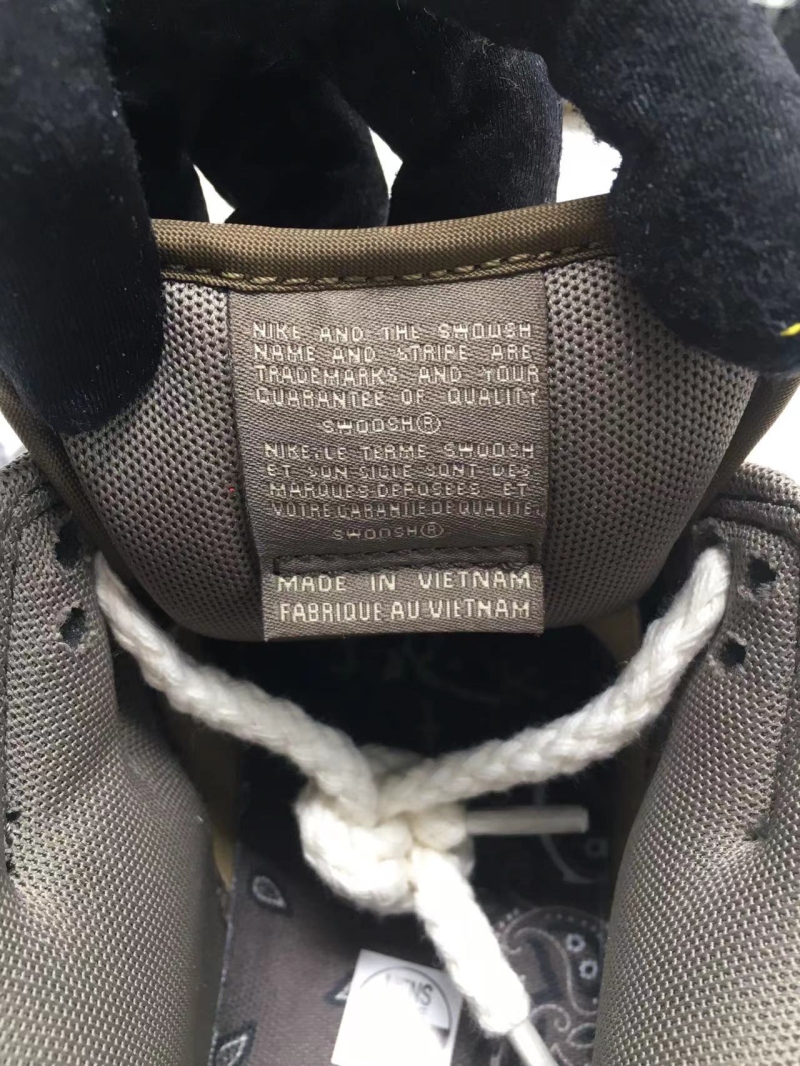 NIKE AND THE SWOOSH
NAME AND STRIPE ARE
TRADEMARKS AND YOUR
GUARANTEE OF QUALITY
SWOOSH®
NIKE, LE TERME SWOOSH
ET SON SIGLE SONT DES
MARQUES DEPOSEES ET
VOTRE GARANTIE DE QUALITE.
SWOOSH®
MADE IN VIETNAM
FABRIQUE AU VIETNAM